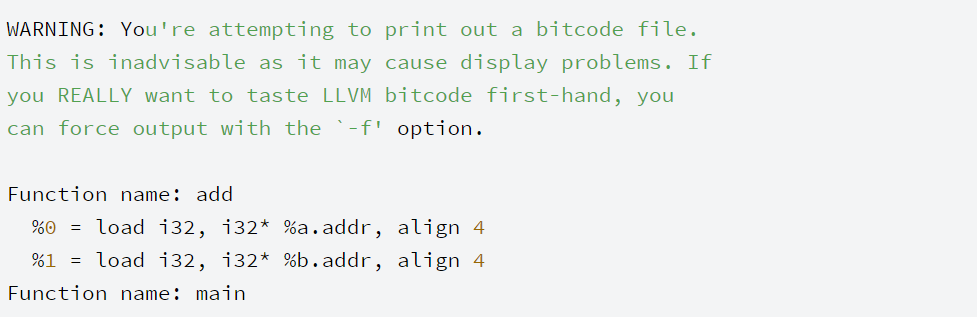 WARNING: You're attempting to print out a bitcode file.
This is inadvisable as it may cause display problems. If
you REALLY want to taste LLVM bitcode first-hand, you
can force output with the `-f' option.
Function name: add
%0 = load i32, i32* %a.addr, align 4
%1 = load i32, i32* %b.addr, align 4
Function name: main